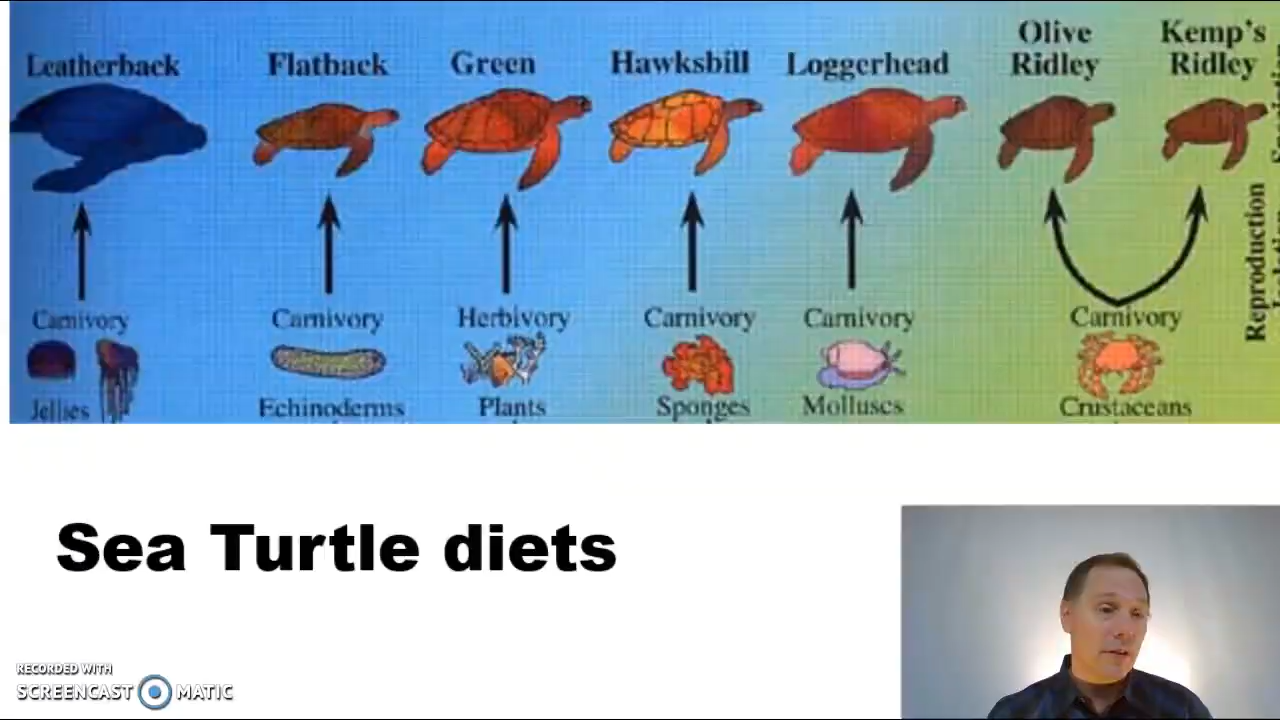 Leatherback
Flatback
Green
Hawksbill
Loggerhead
Olive
Ridley
Kemp's
Ridley
Carnivory
Carnivory
Herbivory
Carnivory
Carnivory
Carnivory
Jellies
Echinoderms
Plants
Sponges
Molluscs
Crustaceans
Reproduction
Sea Turtle diets
RECORDED WITH
SCREENCAST MATIC